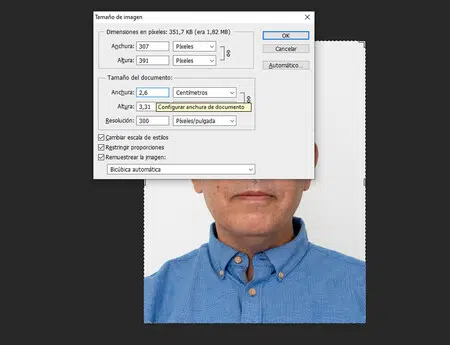 Tamaño de imagen
Dimensiones en píxeles: 351,7 KB (era 1,82 MB)
Anchura: 307 Píxeles
Altura: 391 Píxeles
OK
Cancelar
Automático...
Tamaño del documento:
Anchura: 2,6 Centímetros
Altura: 3,31
Configurar anchura de documento
Resolución: 300 Píxeles/pulgada
Cambiar escala de estilos
Restringir proporciones
Remuestrear la imagen:
Bicúbica automática